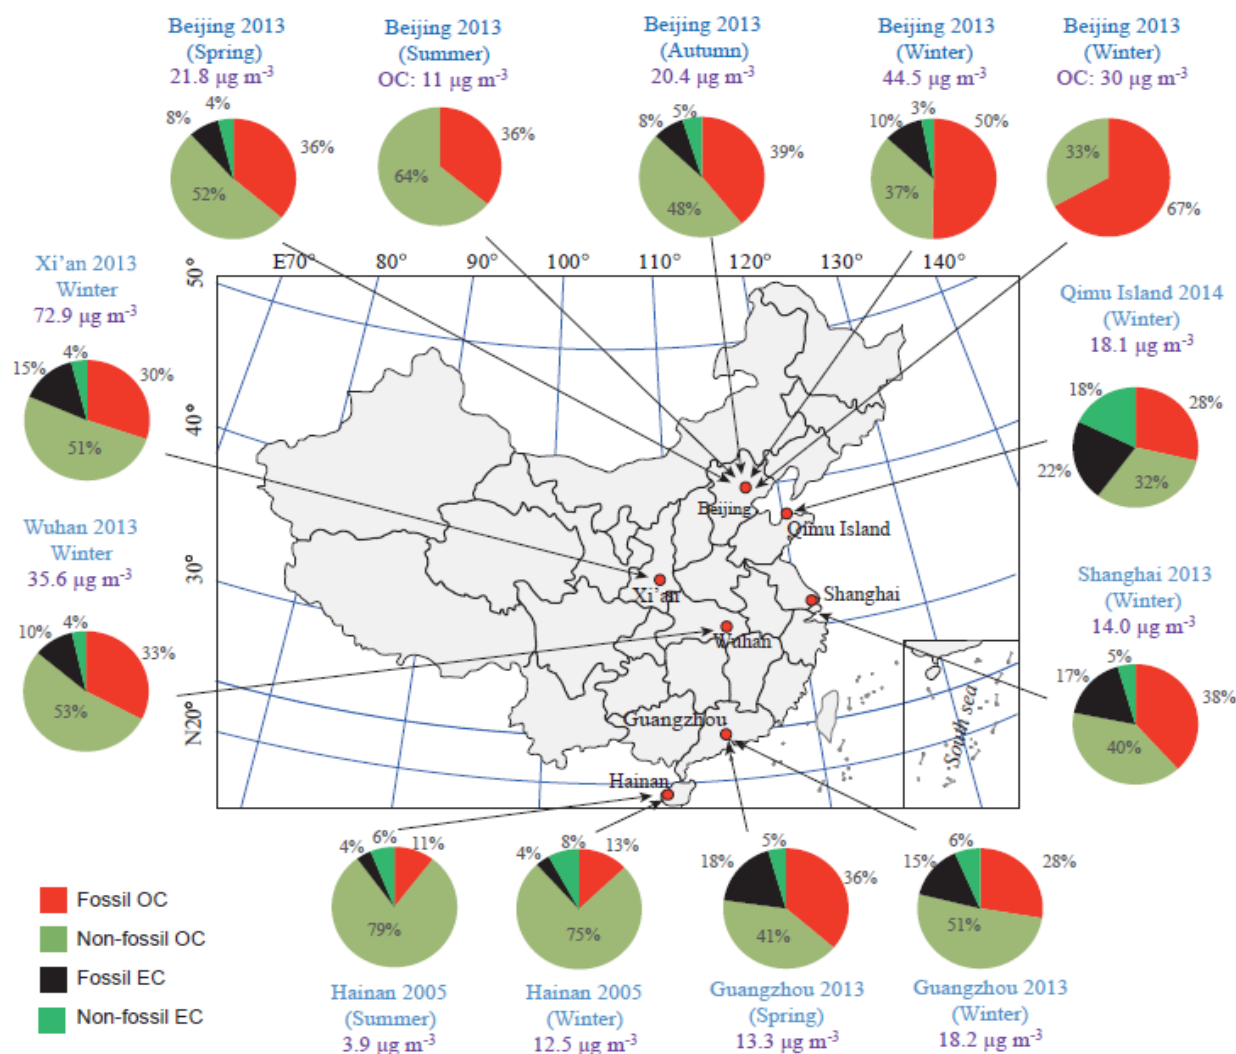 Beijing 2013
(Spring)
21.8 µg m-3
4%
8%
36%
52%
Beijing 2013
(Summer)
OC: 11 µg m-3
36%
64%
Beijing 2013
(Autumn)
20.4 µg m-3
5%
8%
39%
48%
Beijing 2013
(Winter)
44.5 µg m-3
3%
10%
50%
37%
Beijing 2013
(Winter)
OC: 30 µg m-3
33%
67%
Xi'an 2013
Winter
72.9 µg m-3
4%
15%
30%
51%
Wuhan 2013
Winter
35.6 µg m-3
4%
10%
33%
53%
E70° 80° 90° 100° 110° 120° 130° 140°
50°
40°
30°
N20°
Beijing
Qimu Island
Xi'an
Shanghai
Wuhan
Guangzhou
Hainan
South sea
Qimu Island 2014
(Winter)
18.1 µg m-3
18%
28%
22%
32%
Shanghai 2013
(Winter)
14.0 µg m-3
5%
17%
38%
40%
6%
4%
11%
79%
Hainan 2005
(Summer)
3.9 µg m-3
8%
4%
13%
75%
Hainan 2005
(Winter)
12.5 µg m-3
5%
18%
36%
41%
Guangzhou 2013
(Spring)
13.3 µg m-3
6%
15%
28%
51%
Guangzhou 2013
(Winter)
18.2 µg m-3
Fossil OC
Non-fossil OC
Fossil EC
Non-fossil EC